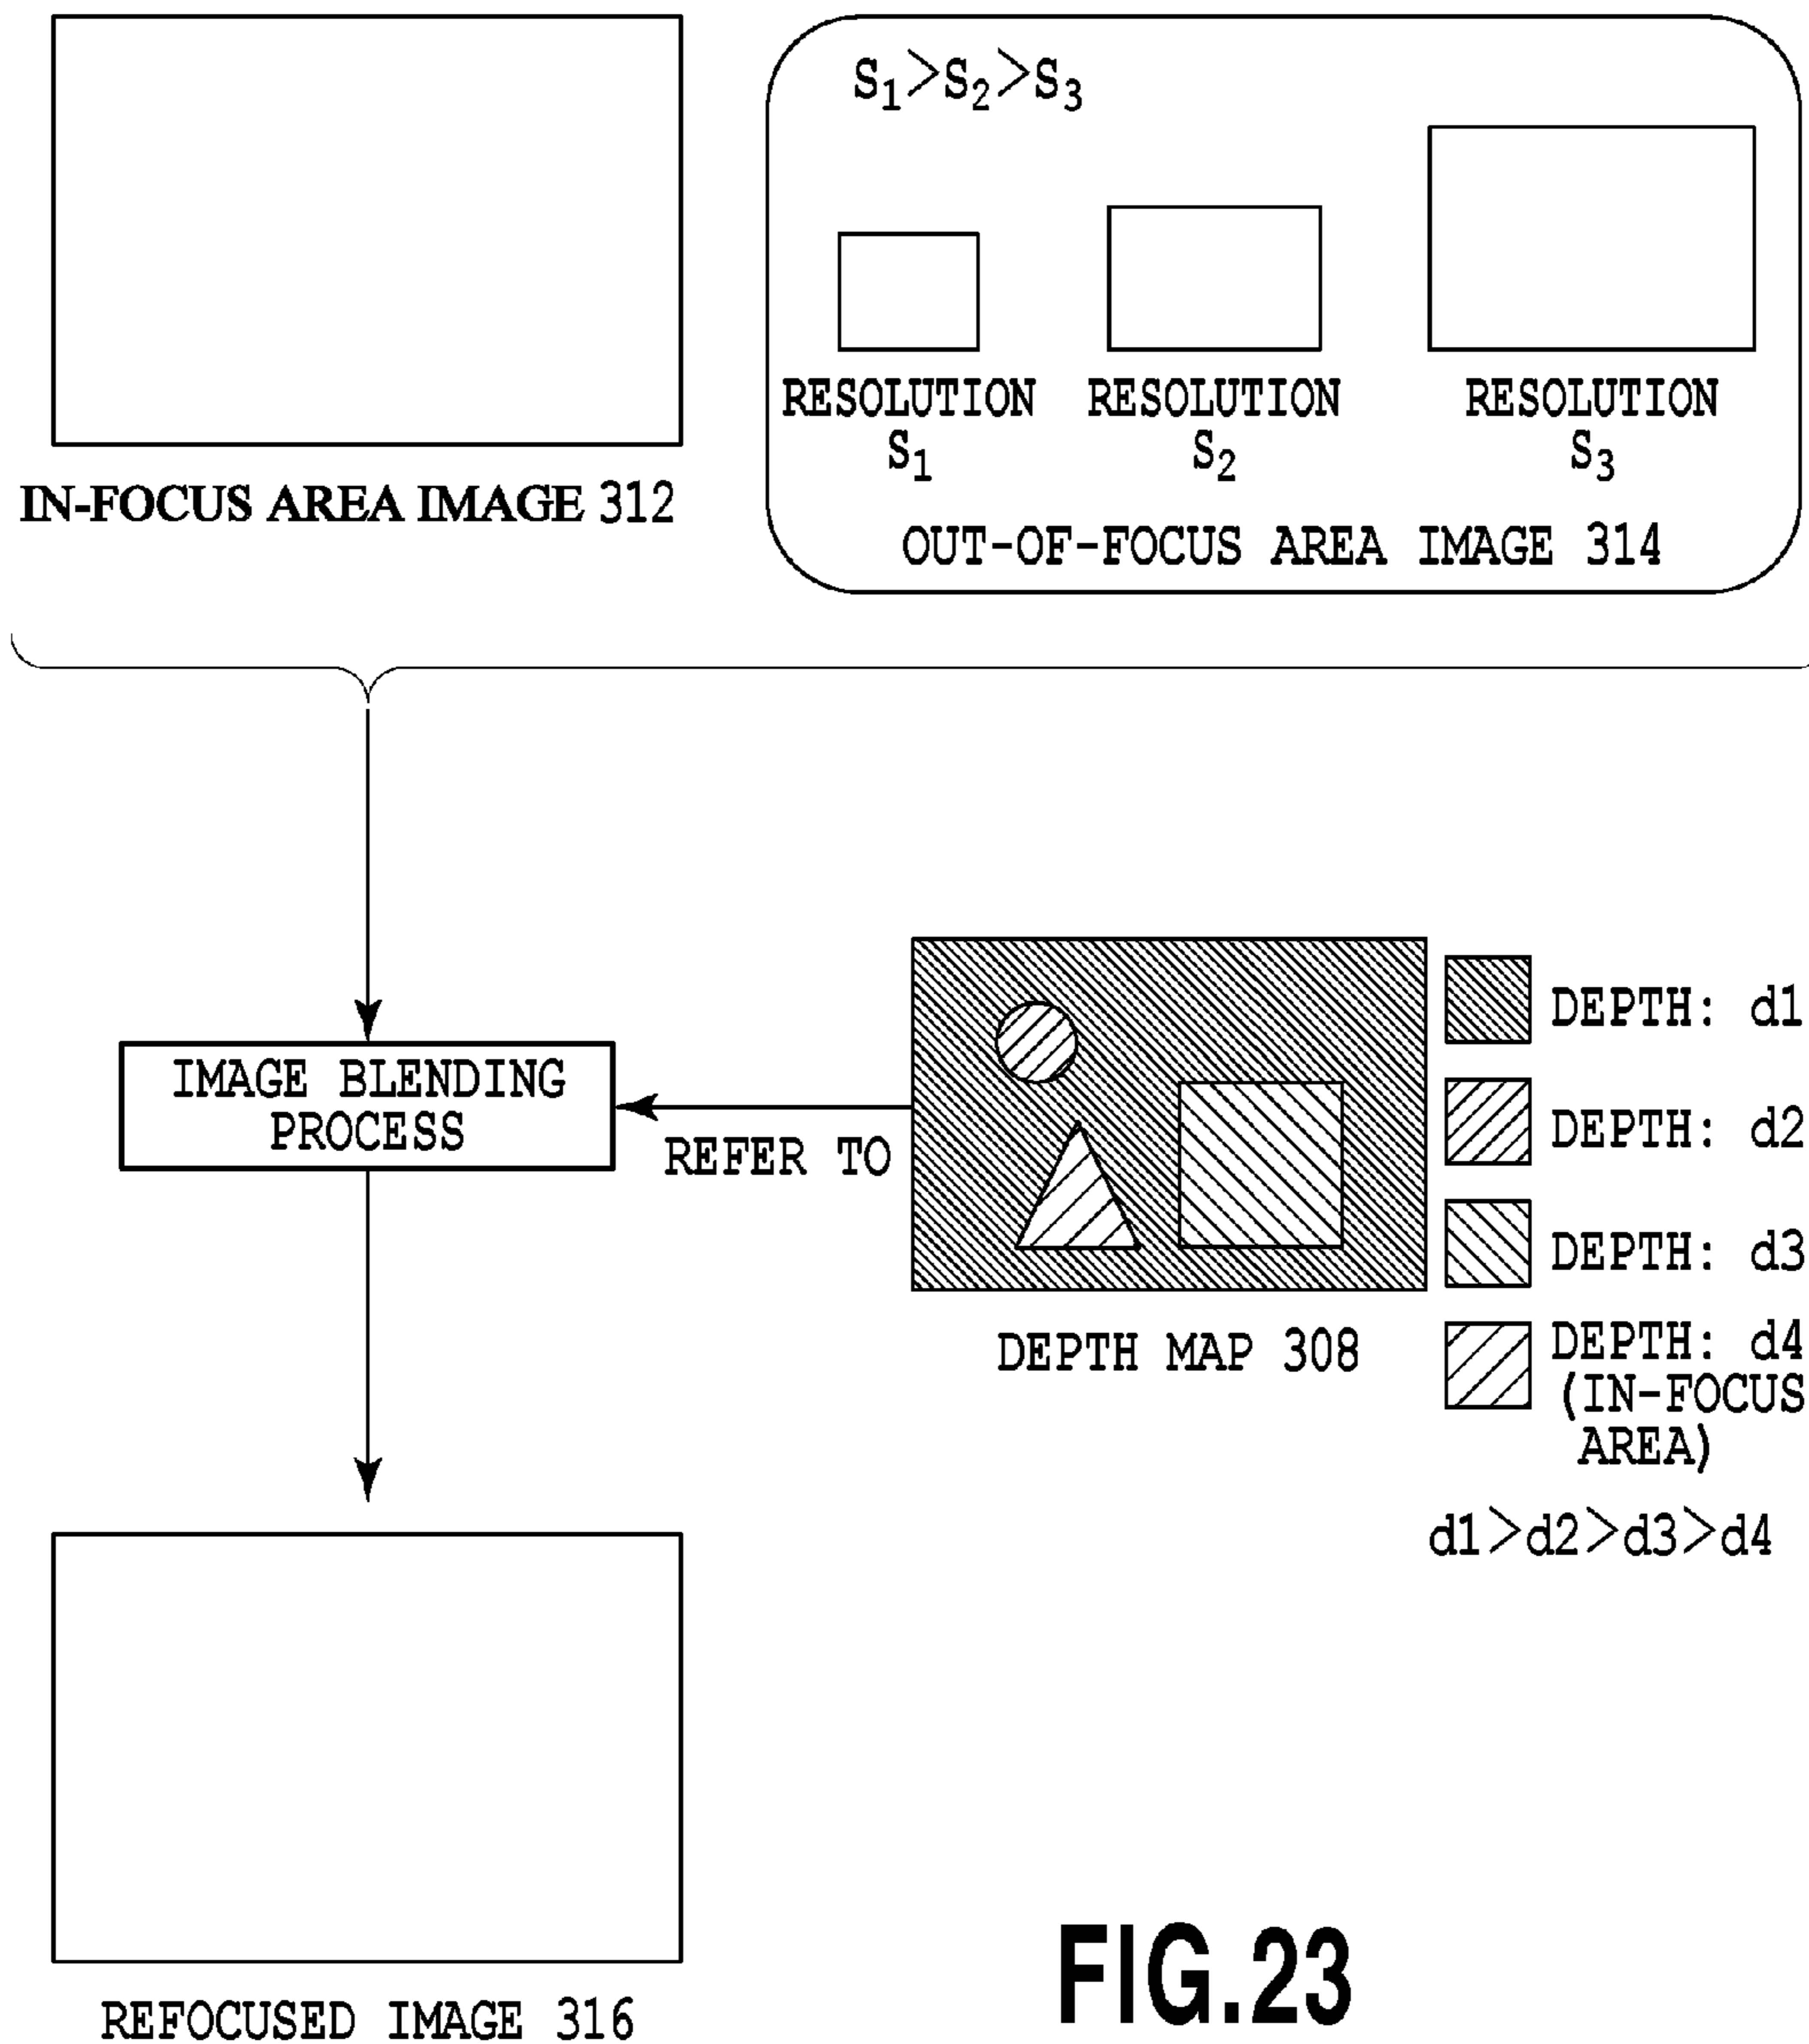 S₁>S₂>S₃
RESOLUTION
S₁
RESOLUTION
S₂
RESOLUTION
S₃
IN-FOCUS AREA IMAGE 312
OUT-OF-FOCUS AREA IMAGE 314
IMAGE BLENDING
PROCESS
REFER TO
DEPTH: d1
DEPTH: d2
DEPTH: d3
DEPTH: d4
(IN-FOCUS
AREA)
DEPTH MAP 308
d1>d2>d3>d4
REFOCUSED IMAGE 316
FIG.23